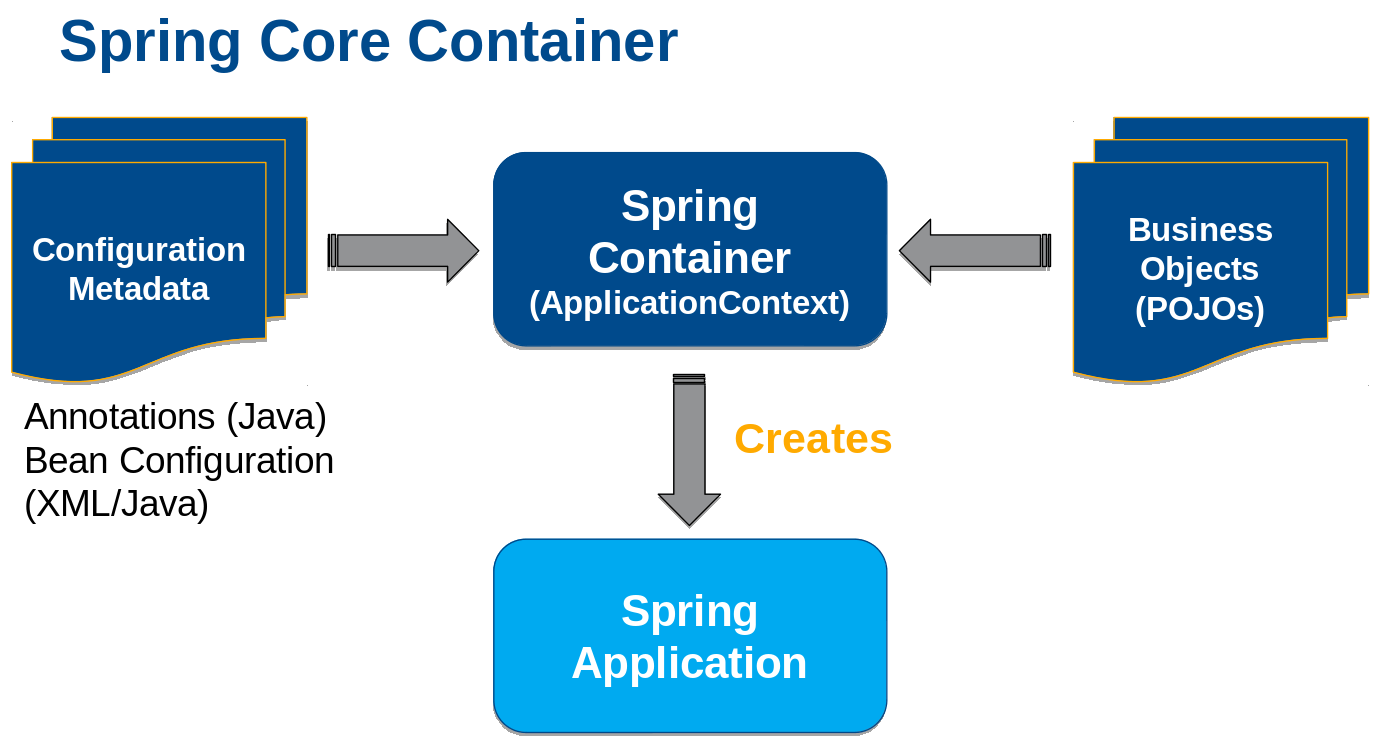 Spring Core Container
Configuration
Metadata
Spring
Container
(ApplicationContext)
Business
Objects
(POJOs)
Annotations (Java)
Bean Configuration
(XML/Java)
Creates
Spring
Application